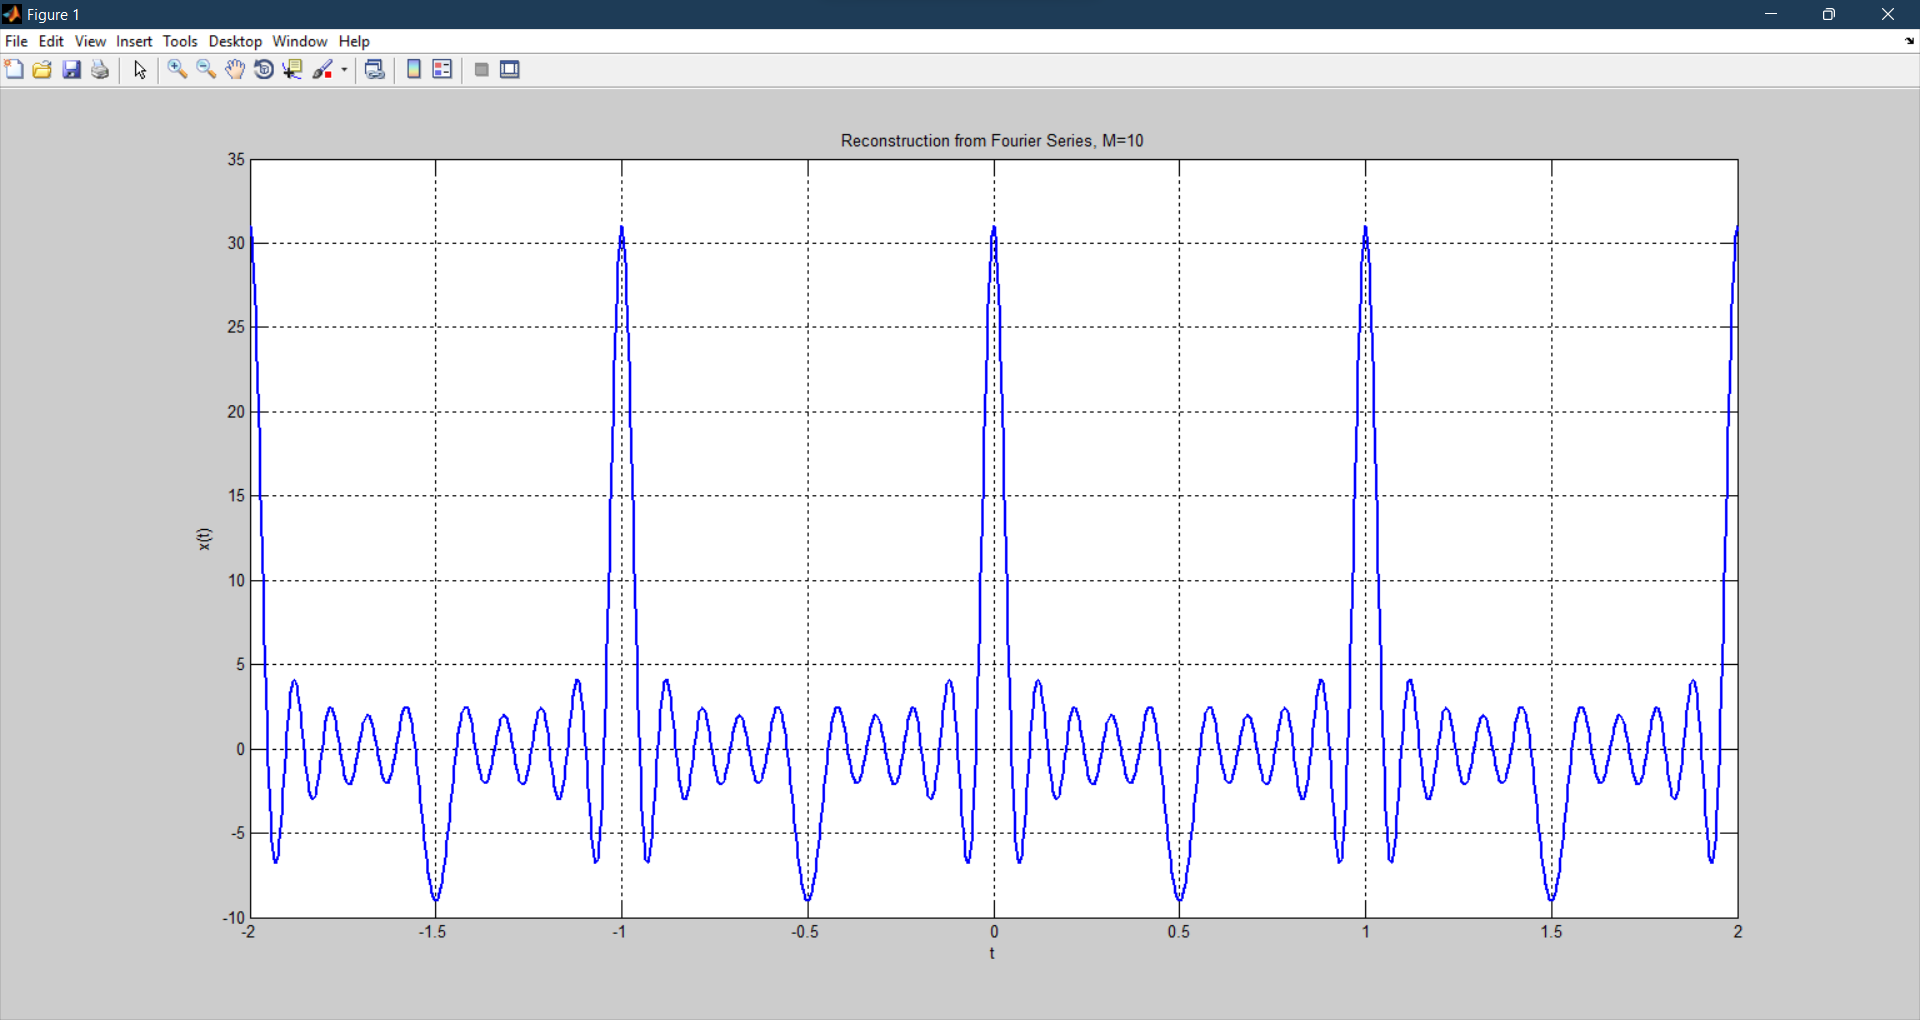 Figure 1
File Edit View Insert Tools Desktop Window Help
Reconstruction from Fourier Series, M=10
35
30
25
20
15
10
5
0
-5
-10
x(t)
-2 -1.5 -1 -0.5 0 0.5 1 1.5 2
t